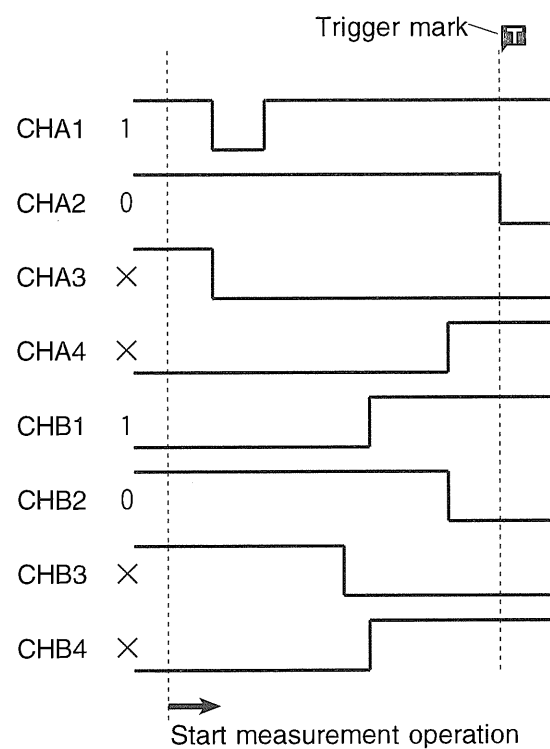 Trigger mark
T
CHA1 1
CHA2 0
CHA3 ×
CHA4 ×
CHB1 1
CHB2 0
CHB3 ×
CHB4 ×
Start measurement operation